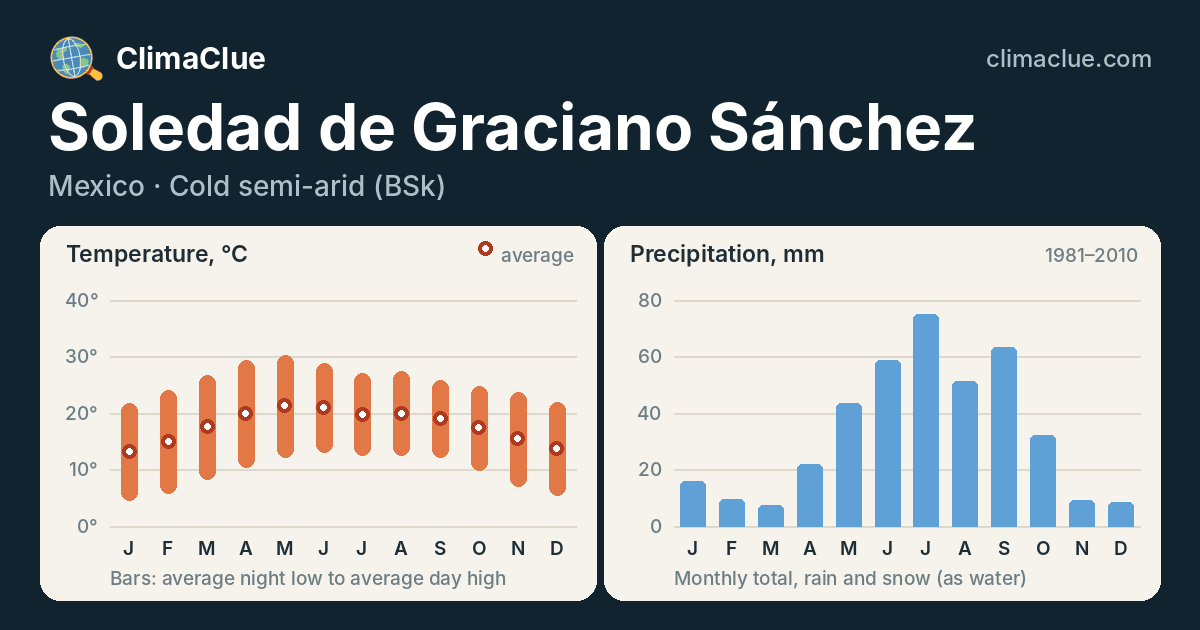 ClimaClue
climaclue.com
Soledad de Graciano Sánchez
Mexico · Cold semi-arid (BSk)
Temperature, °C
average
40°
30°
20°
10°
0°
J F M A M J J A S O N D
Bars: average night low to average day high
Precipitation, mm
1981–2010
80
60
40
20
0
J F M A M J J A S O N D
Monthly total, rain and snow (as water)